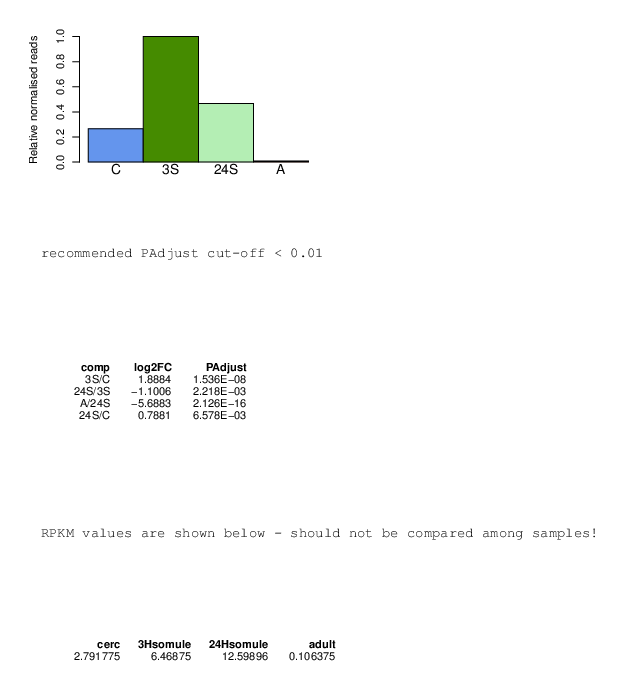 Relative normalised reads
1.0
0.8
0.6
0.4
0.2
0.0
C 3S 24S A
recommended PAdjust cut-off < 0.01
comp log2FC PAdjust
3S/C 1.8884 1.536E−08
24S/3S −1.1006 2.218E−03
A/24S −5.6883 2.126E−16
24S/C 0.7881 6.578E−03
RPKM values are shown below - should not be compared among samples!
cerc 3Hsomule 24Hsomule adult
2.791775 6.46875 12.59896 0.106375